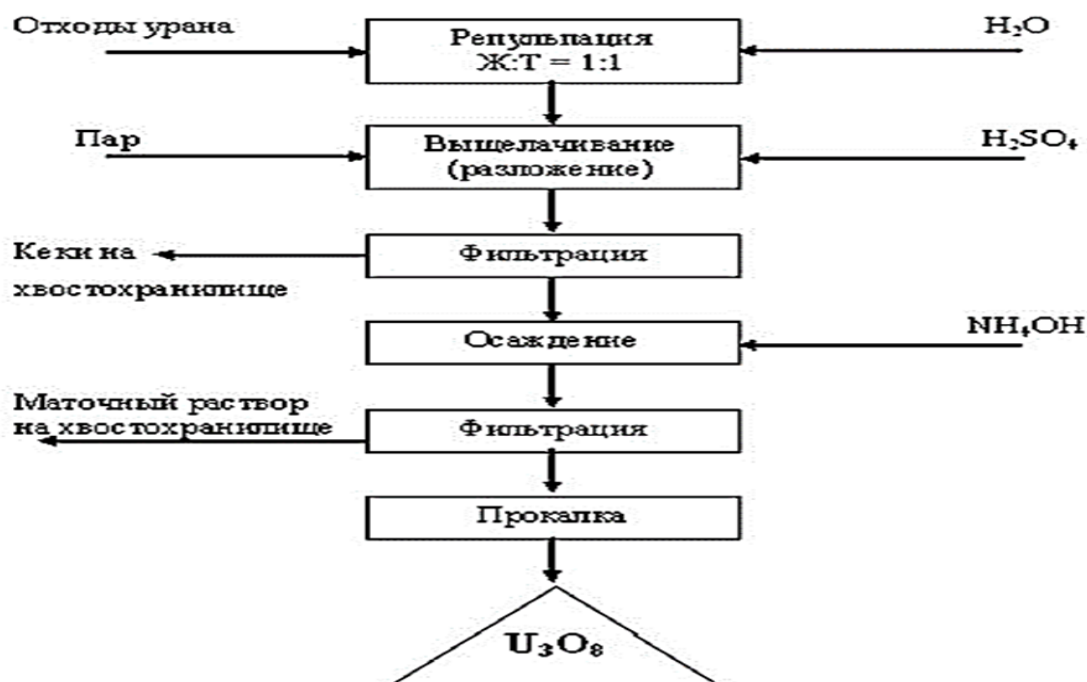 Отходы урана
Репульпация
Ж:Т = 1:1
H₂O
Пар
Выщелачивание
(разложение)
H₂SO₄
Кеки на
хвостохранилище
Фильтрация
Осаждение
NH₄OH
Маточный раствор
на хвостохранилище
Фильтрация
Прокалка
U₃O₈